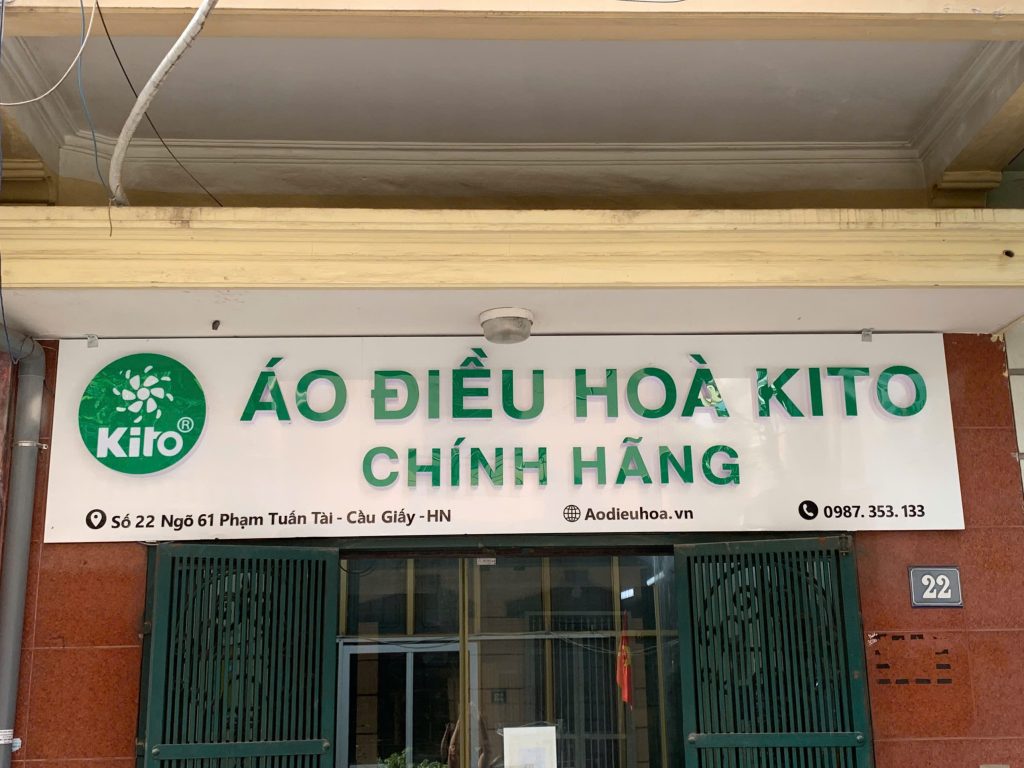 Kito®
ÁO ĐIỀU HOÀ KITO
CHÍNH HÃNG
Số 22 Ngõ 61 Phạm Tuấn Tài - Cầu Giấy -HN
Aodieuhoa.vn
0987. 353. 133
22